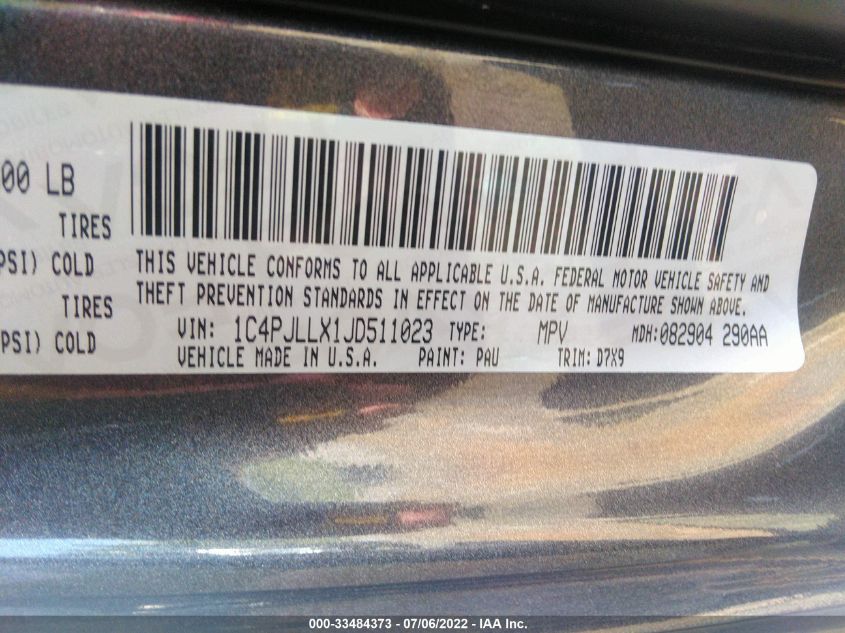 00 LB
TIRES
PSI) COLD
TIRES
PSI) COLD
THIS VEHICLE CONFORMS TO ALL APPLICABLE U.S.A. FEDERAL MOTOR VEHICLE SAFETY AND
THEFT PREVENTION STANDARDS IN EFFECT ON THE DATE OF MANUFACTURE SHOWN ABOVE.
VIN: 1C4PJLLX1JD511023 TYPE: MPV MDH:082904 290AA
VEHICLE MADE IN U.S.A. PAINT: PAU TRIM: D7X9
000-33484373 - 07/06/2022 - IAA Inc.